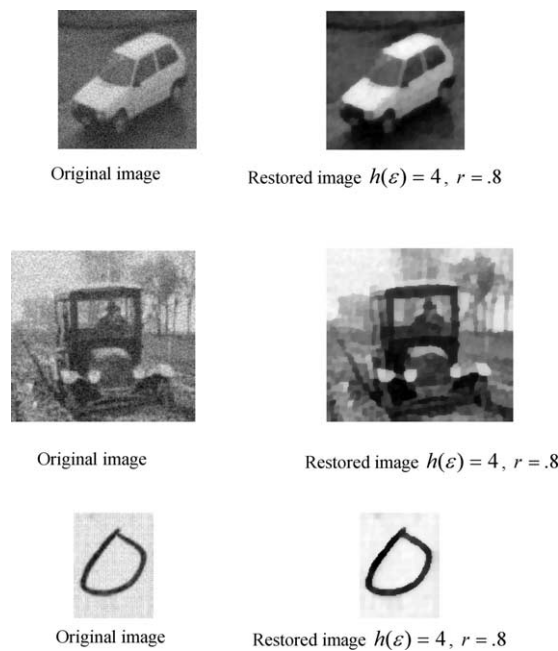 Original image
Restored image h(ε) = 4, r = .8
Original image
Restored image h(ε) = 4, r = .8
Original image
Restored image h(ε) = 4, r = .8